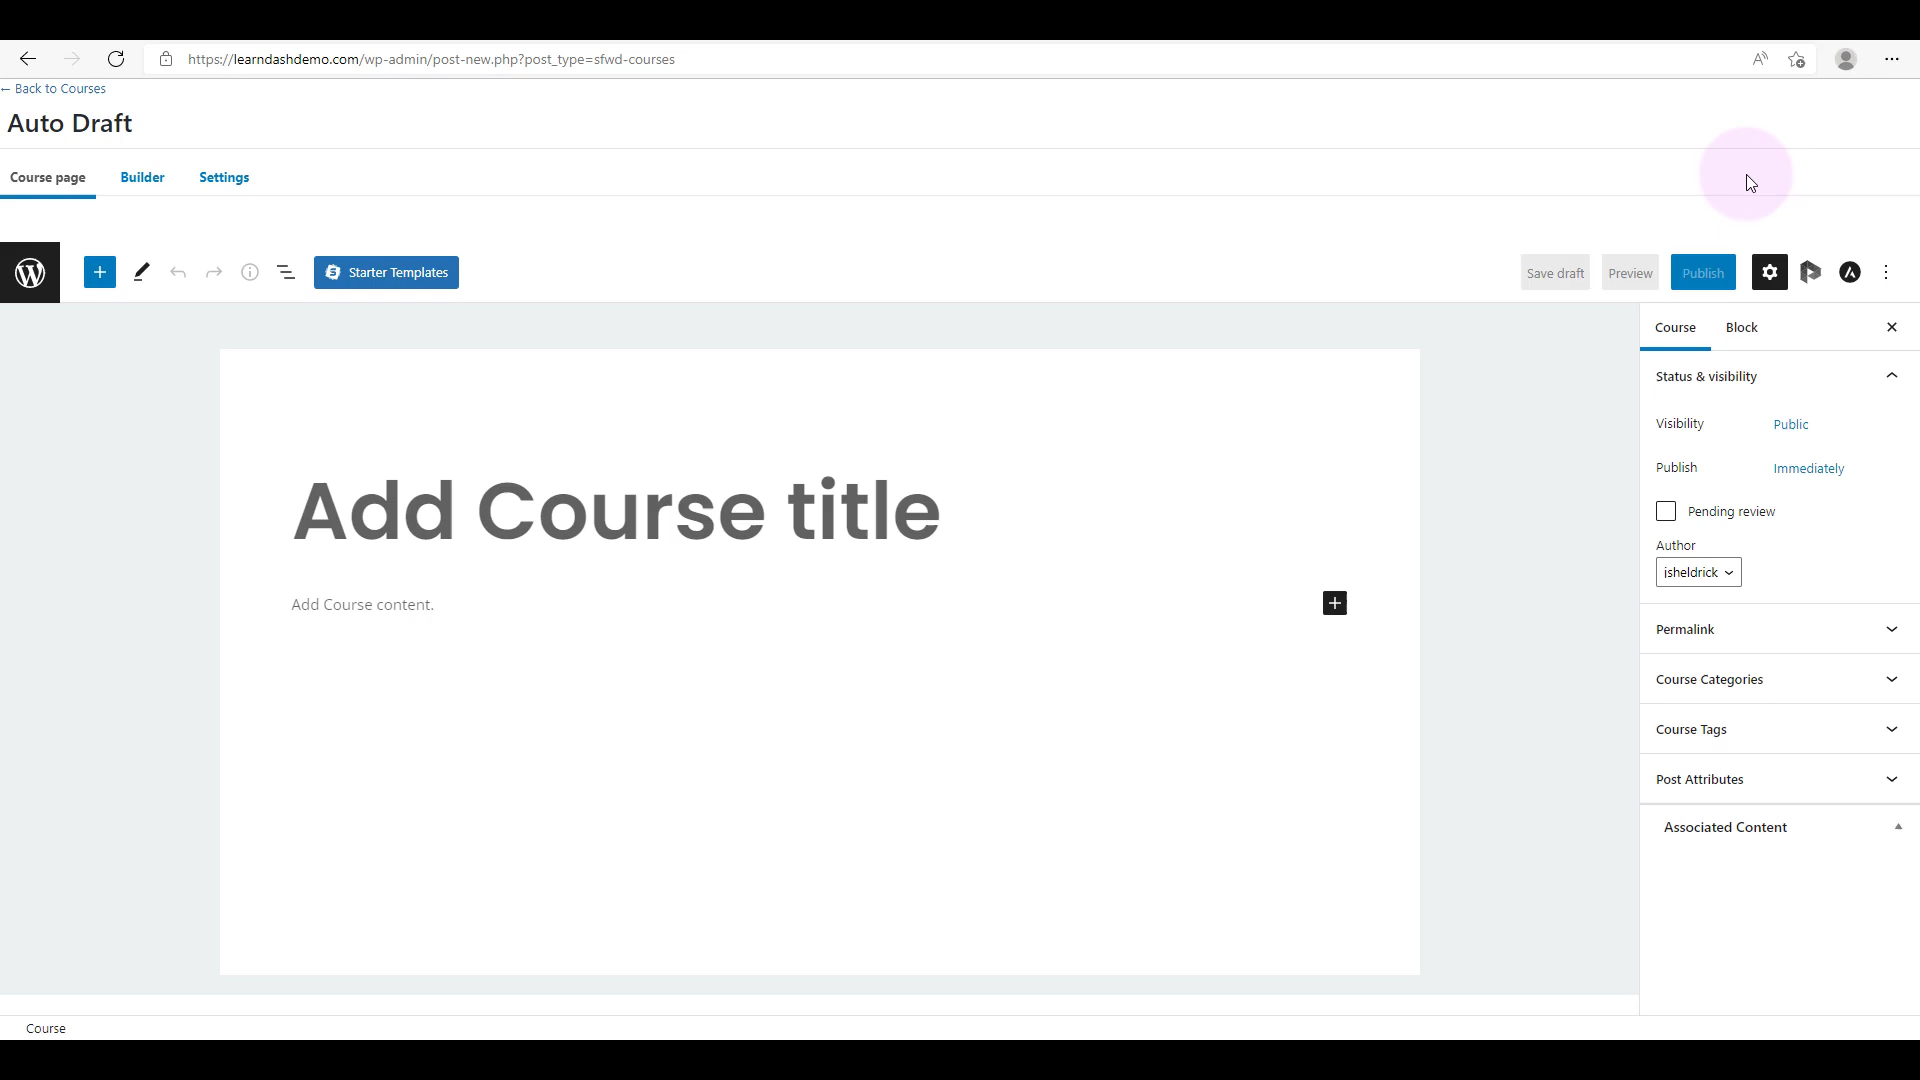 https://learndashdemo.com/wp-admin/post-new.php?post_type=sfwd-courses
← Back to Courses
Auto Draft
Course page Builder Settings
Starter Templates
Save draft Preview Publish
Course Block
Status & visibility
Visibility Public
Publish Immediately
Pending review
Author
jsheldrick
Add Course title
Add Course content.
Permalink
Course Categories
Course Tags
Post Attributes
Associated Content
Course